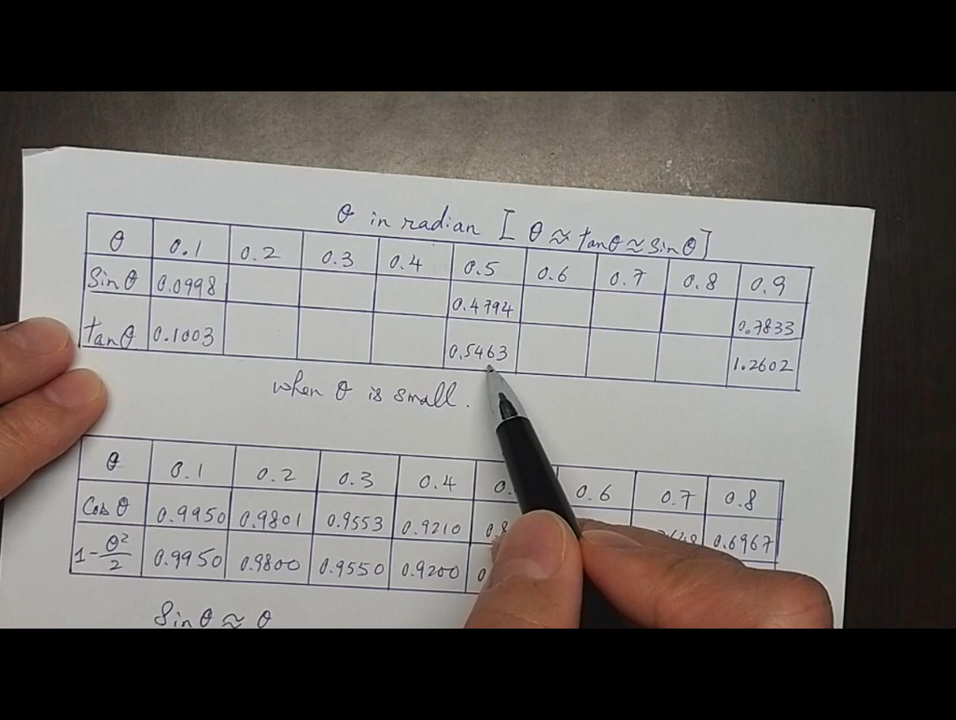 θ in radian [ θ ≈ tanθ ≈ sinθ ]
θ 0.1 0.2 0.3 0.4 0.5 0.6 0.7 0.8 0.9
Sinθ 0.0998 0.4794 0.7833
tanθ 0.1003 0.5463 1.2602
when θ is small.
θ 0.1 0.2 0.3 0.4 0. 0.6 0.7 0.8
Cosθ 0.9950 0.9801 0.9553 0.9210 0.8 0.6967
1-θ²/2 0.9950 0.9800 0.9550 0.9200 0
Sinθ ≈ θ